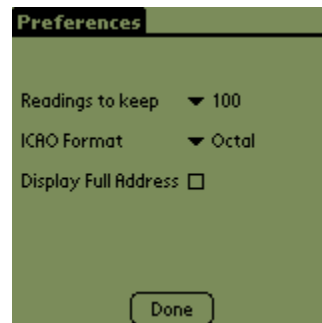 Preferences
Readings to keep 100
ICAO Format Octal
Display Full Address
Done